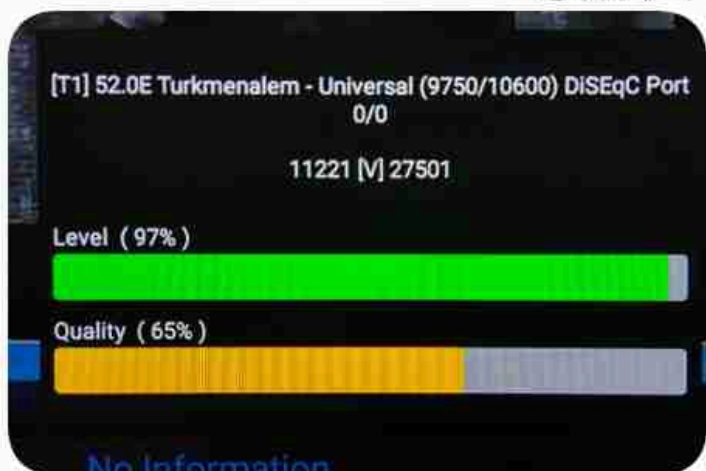 [T1] 52.0E Turkmenalem - Universal (9750/10600) DiSEqC Port
0/0
11221 [V] 27501
Level ( 97% )
Quality ( 65% )
No Information